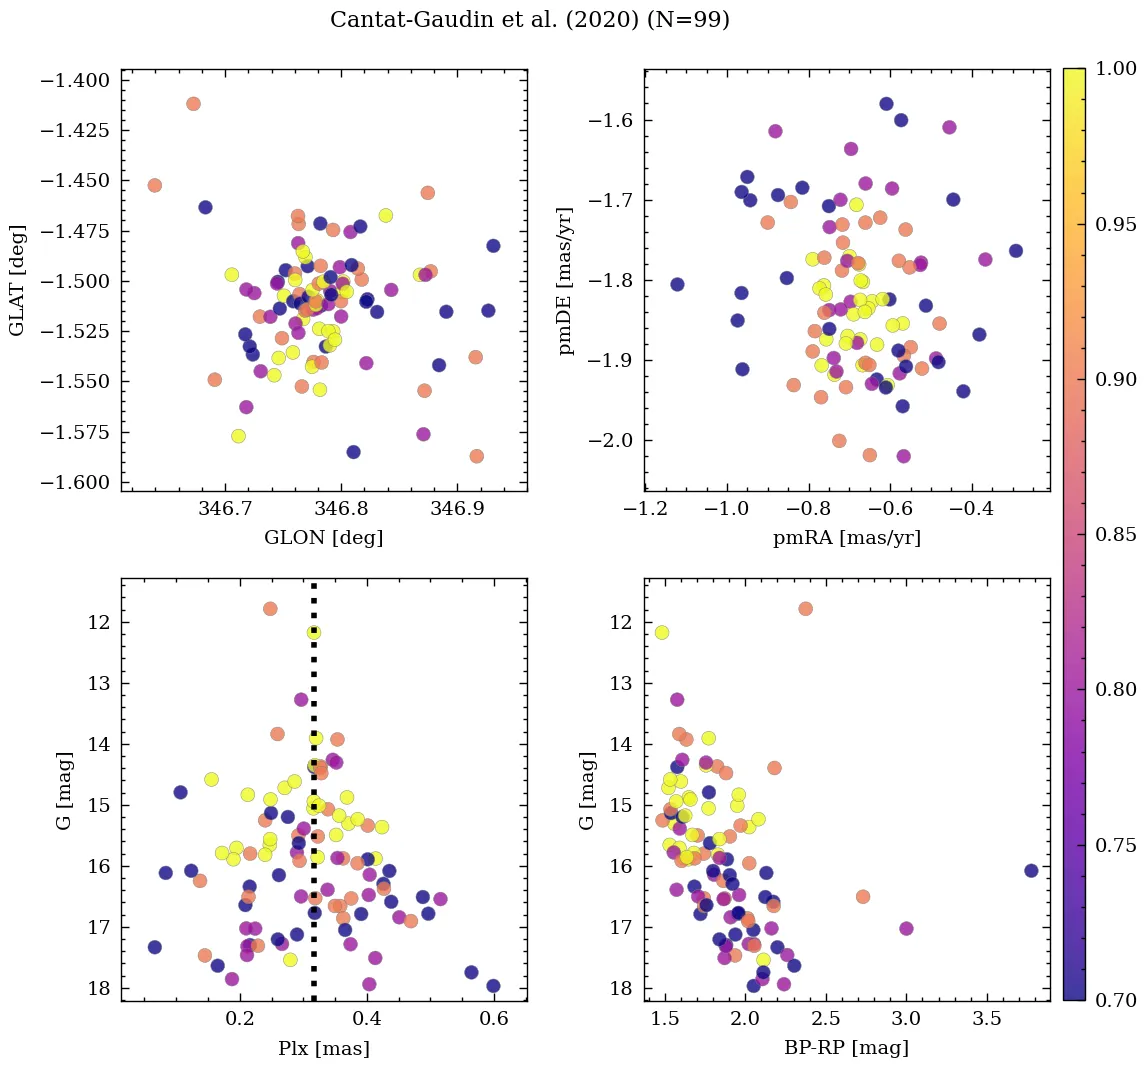 Cantat-Gaudin et al. (2020) (N=99)
−1.400
−1.425
−1.450
−1.475
−1.500
−1.525
−1.550
−1.575
−1.600
GLAT [deg]
346.7 346.8 346.9
GLON [deg]
−1.6
−1.7
−1.8
−1.9
−2.0
pmDE [mas/yr]
−1.2 −1.0 −0.8 −0.6 −0.4
pmRA [mas/yr]
12
13
14
15
16
17
18
G [mag]
0.2 0.4 0.6
Plx [mas]
12
13
14
15
16
17
18
G [mag]
1.5 2.0 2.5 3.0 3.5
BP-RP [mag]
1.00
0.95
0.90
0.85
0.80
0.75
0.70